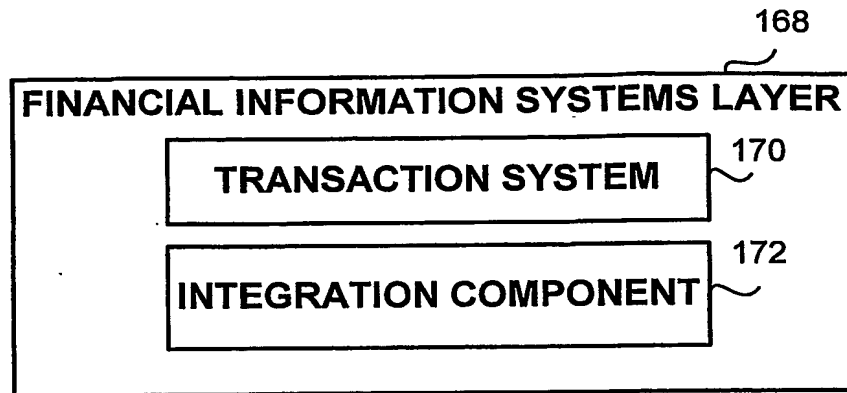 168
FINANCIAL INFORMATION SYSTEMS LAYER
TRANSACTION SYSTEM
170
INTEGRATION COMPONENT
172